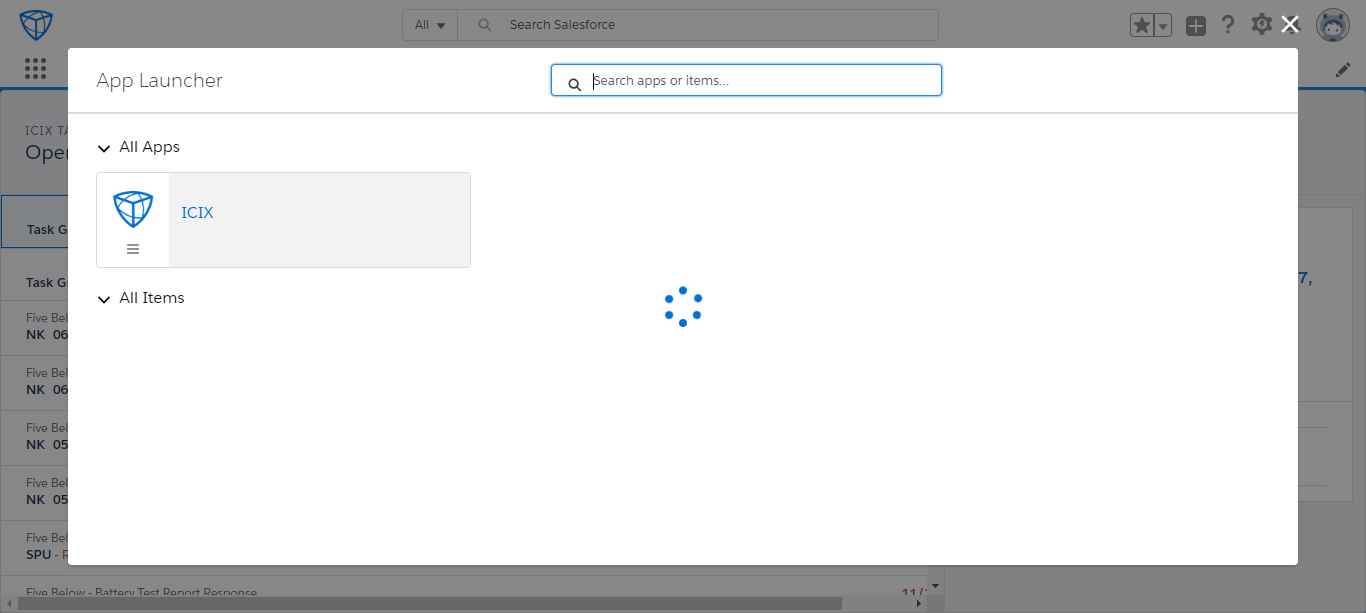 All
Search Salesforce
App Launcher
Search apps or items...
All Apps
ICIX
All Items
ICIX TA
Oper
Task G
Task G
Five Bel
NK 06
Five Bel
NK 06
Five Bel
NK 05
Five Bel
NK 05
Five Bel
SPU - R
Five Below - Battery Test Report Response
11/
7,